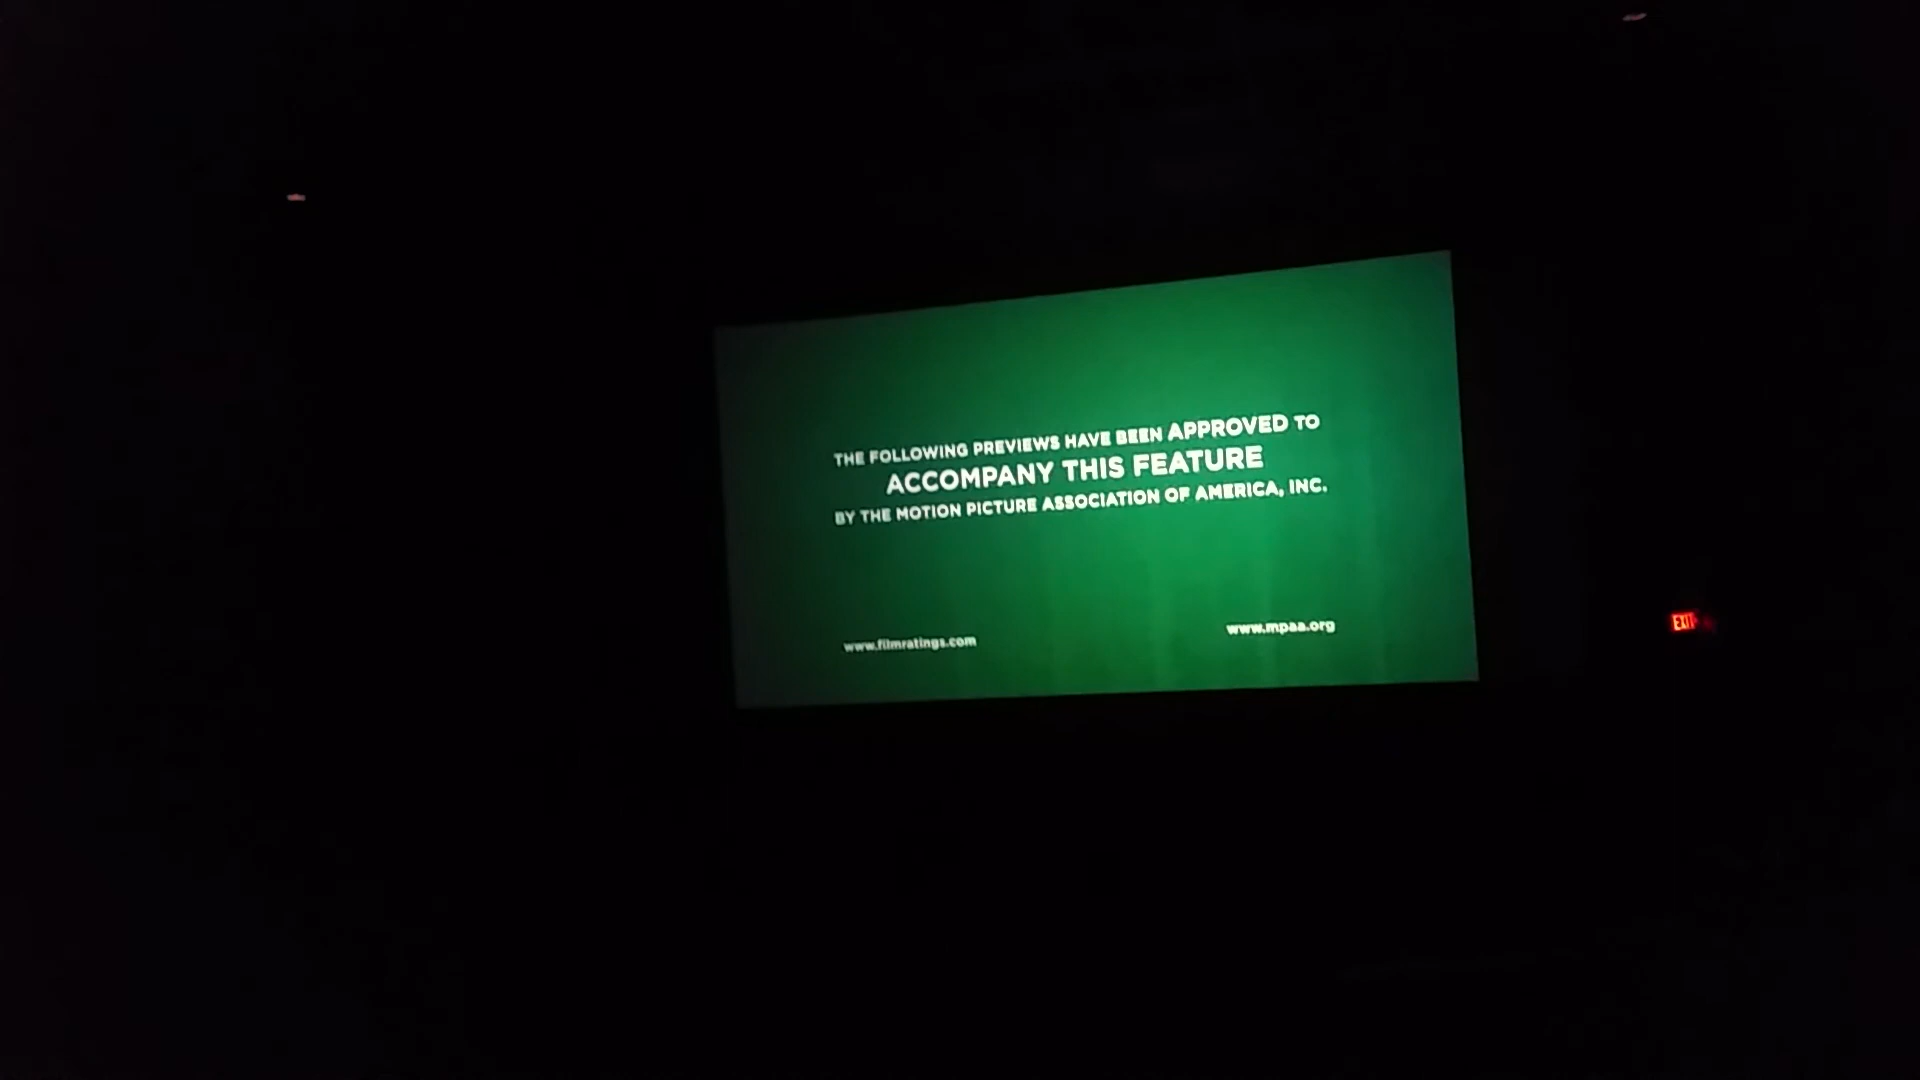 THE FOLLOWING PREVIEWS HAVE BEEN APPROVED TO
ACCOMPANY THIS FEATURE
BY THE MOTION PICTURE ASSOCIATION OF AMERICA, INC.
www.filmratings.com
www.mpaa.org
EXIT